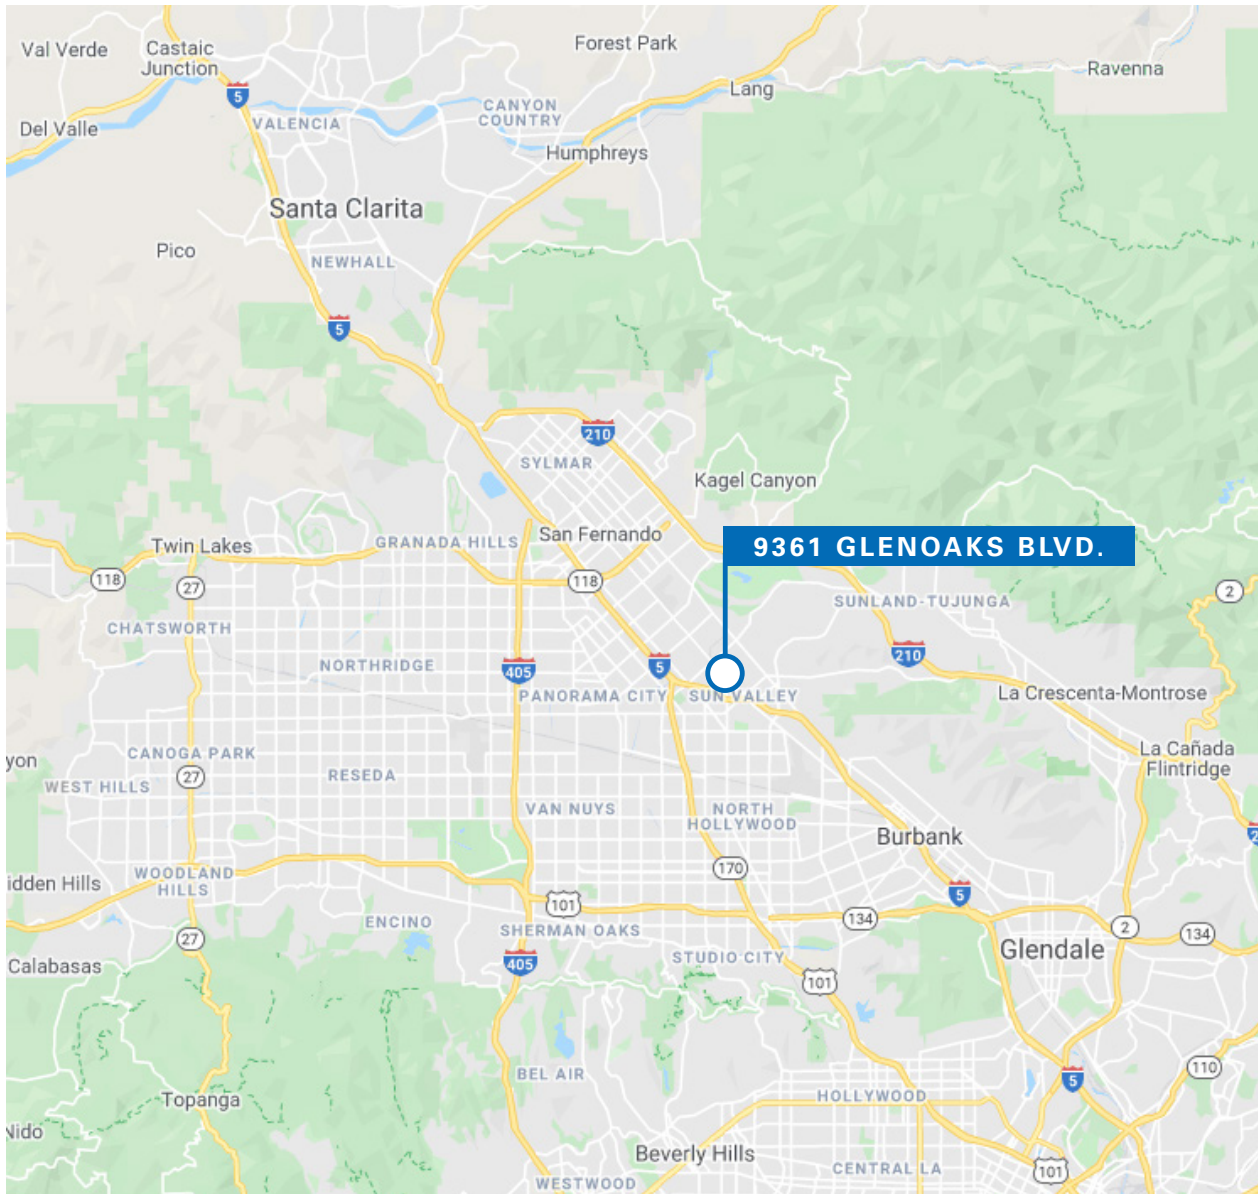 Forest Park
Val Verde
Castaic
Junction
Ravenna
Lang
5
CANYON
COUNTRY
VALENCIA
Del Valle
Humphreys
Santa Clarita
Pico
NEWHALL
5
210
SYLMAR
Kagel Canyon
San Fernando
GRANADA HILLS
Twin Lakes
9361 GLENOAKS BLVD.
118
118
27
2
SUNLAND-TUJUNGA
CHATSWORTH
NORTHRIDGE
405
5
210
PANORAMA CITY
SUN VALLEY
La Crescenta-Montrose
CANOGA PARK
yon
La Cañada
Flintridge
27
WEST HILLS
RESEDA
VAN NUYS
NORTH
HOLLYWOOD
Burbank
2
170
WOODLAND
HILLS
idden Hills
5
101
134
ENCINO
SHERMAN OAKS
2
134
27
Glendale
STUDIO CITY
405
Calabasas
101
BEL AIR
110
5
Topanga
HOLLYWOOD
Nido
Beverly Hills
CENTRAL LA
101
WESTWOOD